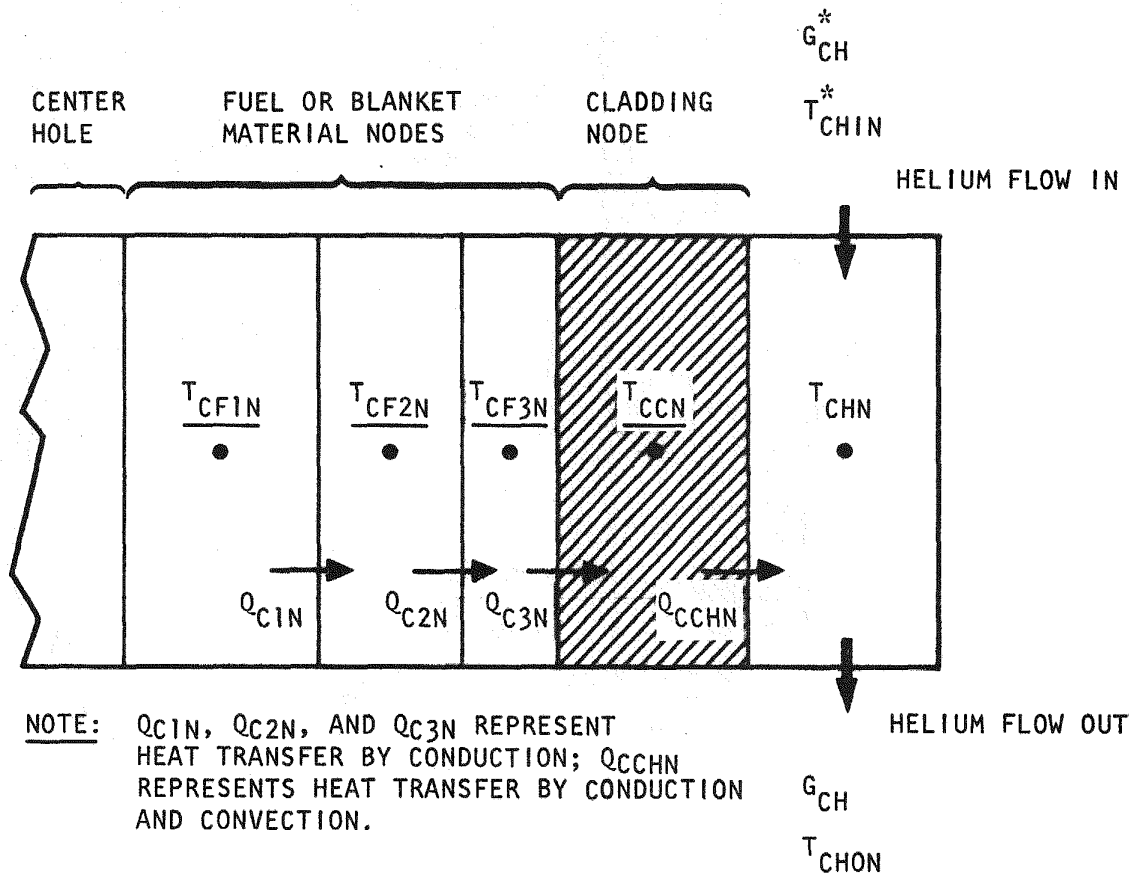 G*CH
T*CHIN
CENTER
HOLE
FUEL OR BLANKET
MATERIAL NODES
CLADDING
NODE
HELIUM FLOW IN
TCF1N
TCF2N
TCF3N
TCCN
TCHN
QC1N
QC2N
QC3N
QCCHN
NOTE: QC1N, QC2N, AND QC3N REPRESENT
HEAT TRANSFER BY CONDUCTION; QCCHN
REPRESENTS HEAT TRANSFER BY CONDUCTION
AND CONVECTION.
HELIUM FLOW OUT
GCH
TCHON